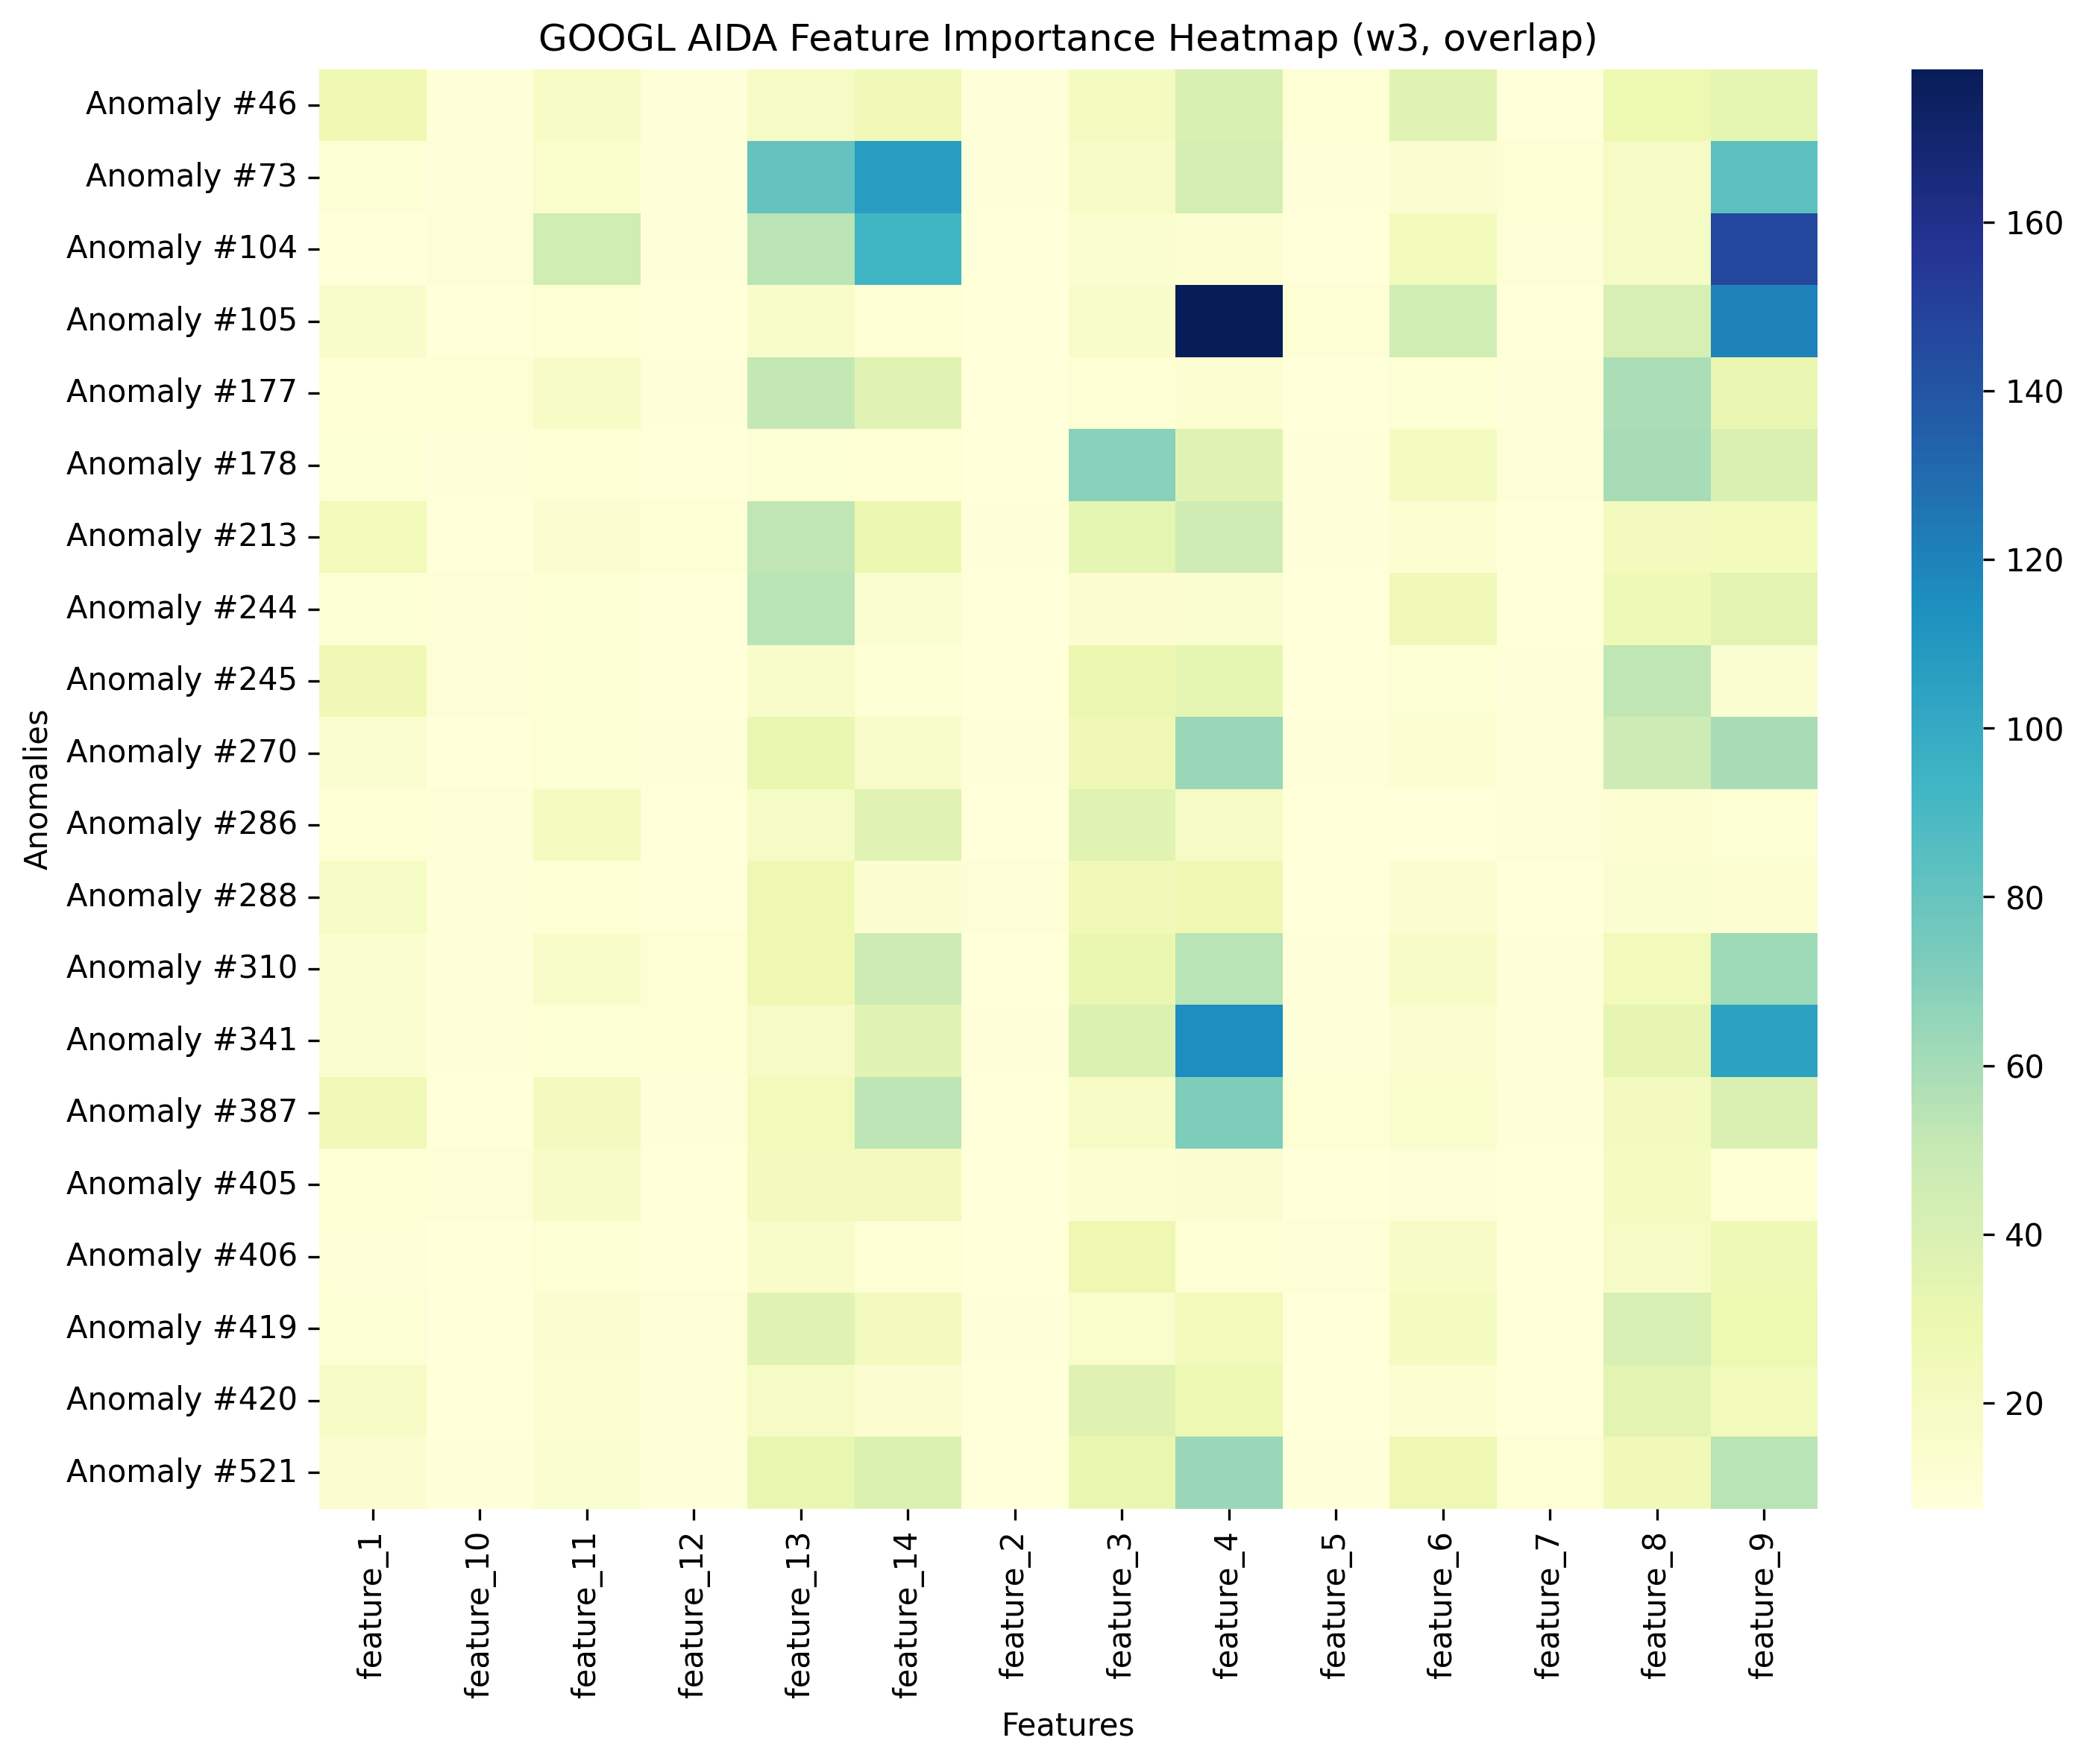 GOOGL AIDA Feature Importance Heatmap (w3, overlap)
Anomalies
Anomaly #46
Anomaly #73
Anomaly #104
Anomaly #105
Anomaly #177
Anomaly #178
Anomaly #213
Anomaly #244
Anomaly #245
Anomaly #270
Anomaly #286
Anomaly #288
Anomaly #310
Anomaly #341
Anomaly #387
Anomaly #405
Anomaly #406
Anomaly #419
Anomaly #420
Anomaly #521
feature_1
feature_10
feature_11
feature_12
feature_13
feature_14
feature_2
feature_3
feature_4
feature_5
feature_6
feature_7
feature_8
feature_9
Features
160
140
120
100
80
60
40
20